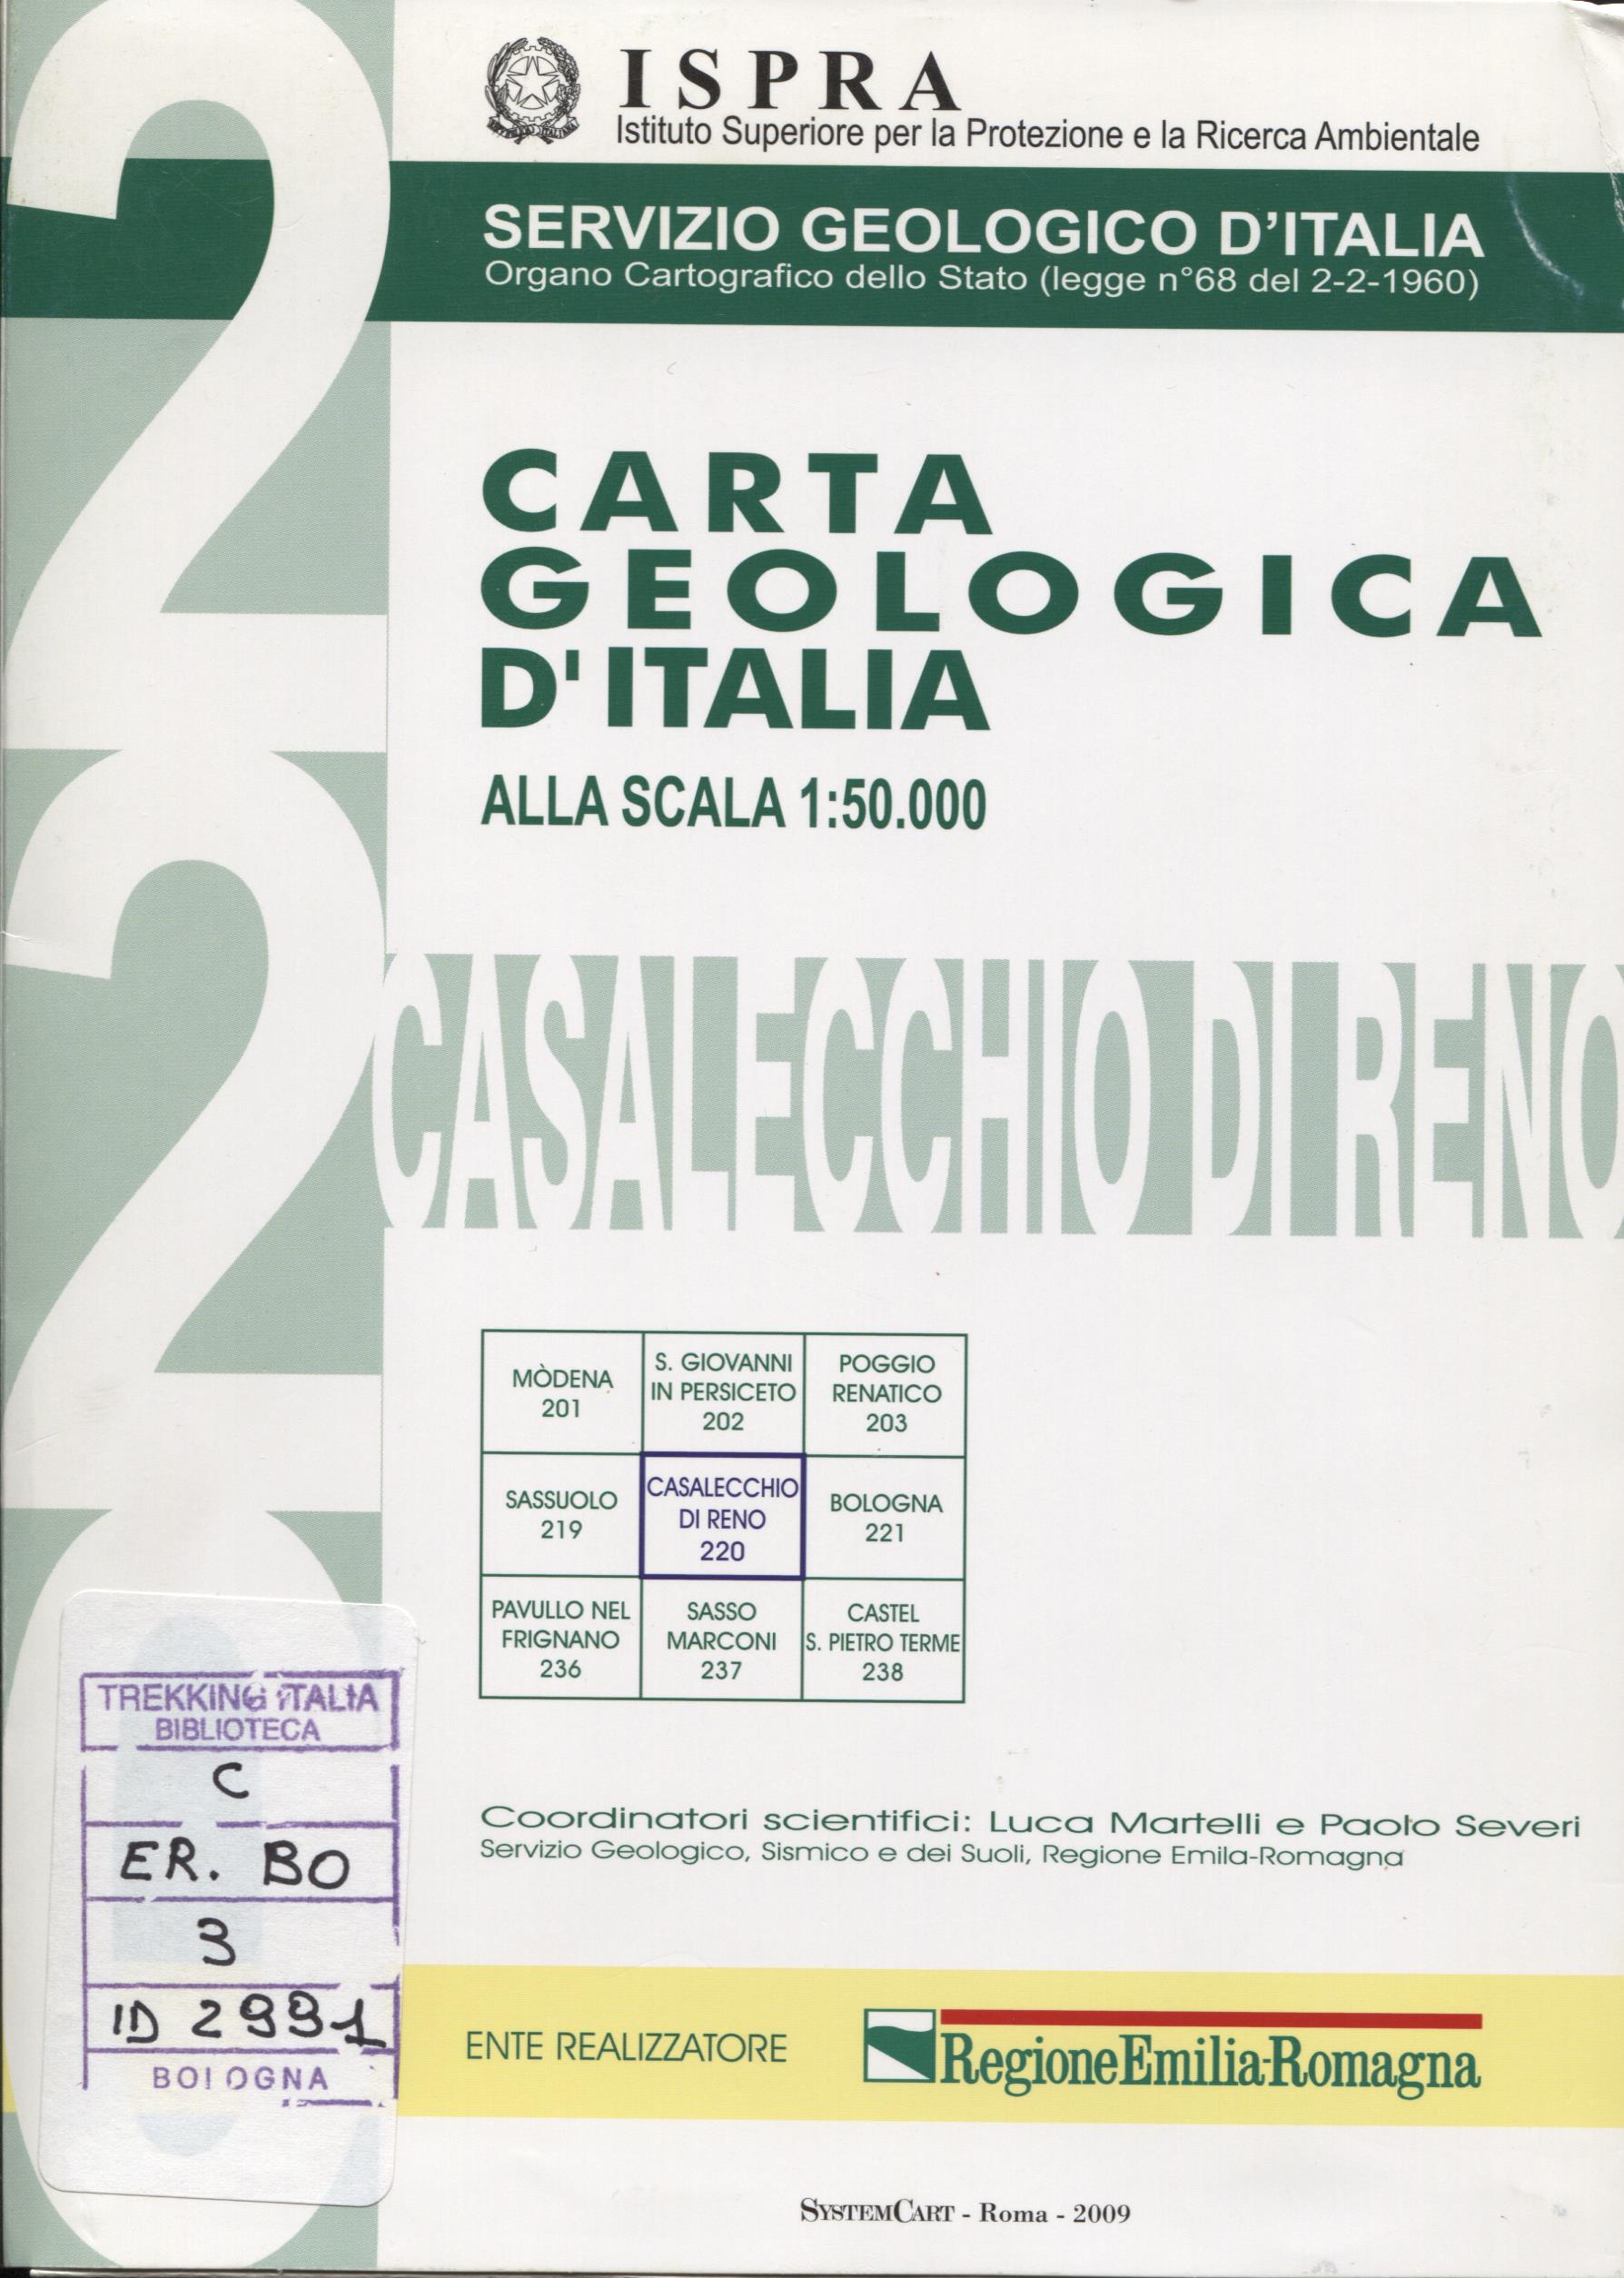 ISPRA
Istituto Superiore per la Protezione e la Ricerca Ambientale
SERVIZIO GEOLOGICO D'ITALIA
Organo Cartografico dello Stato (legge n°68 del 2-2-1960)
CARTA
GEOLOGICA
D'ITALIA
ALLA SCALA 1:50.000
220
CASALECCHIO DI RENO
MÒDENA
201
S. GIOVANNI
IN PERSICETO
202
POGGIO
RENATICO
203
SASSUOLO
219
CASALECCHIO
DI RENO
220
BOLOGNA
221
PAVULLO NEL
FRIGNANO
236
SASSO
MARCONI
237
CASTEL
S. PIETRO TERME
238
Coordinatori scientifici: Luca Martelli e Paolo Severi
Servizio Geologico, Sismico e dei Suoli, Regione Emila-Romagna
TREKKING ITALIA
BIBLIOTECA
C
ER. BO
3
ID 2991
BOLOGNA
ENTE REALIZZATORE
RegioneEmilia-Romagna
SYSTEMCART - Roma - 2009